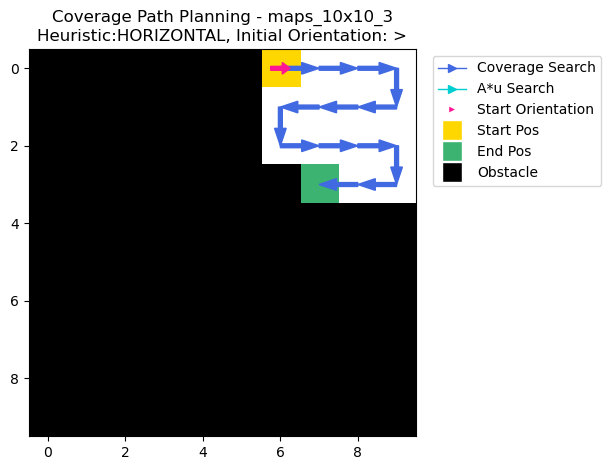 Coverage Path Planning - maps_10x10_3
Heuristic:HORIZONTAL, Initial Orientation: >
0
2
4
6
8
0
2
4
6
8
Coverage Search
A*u Search
Start Orientation
Start Pos
End Pos
Obstacle